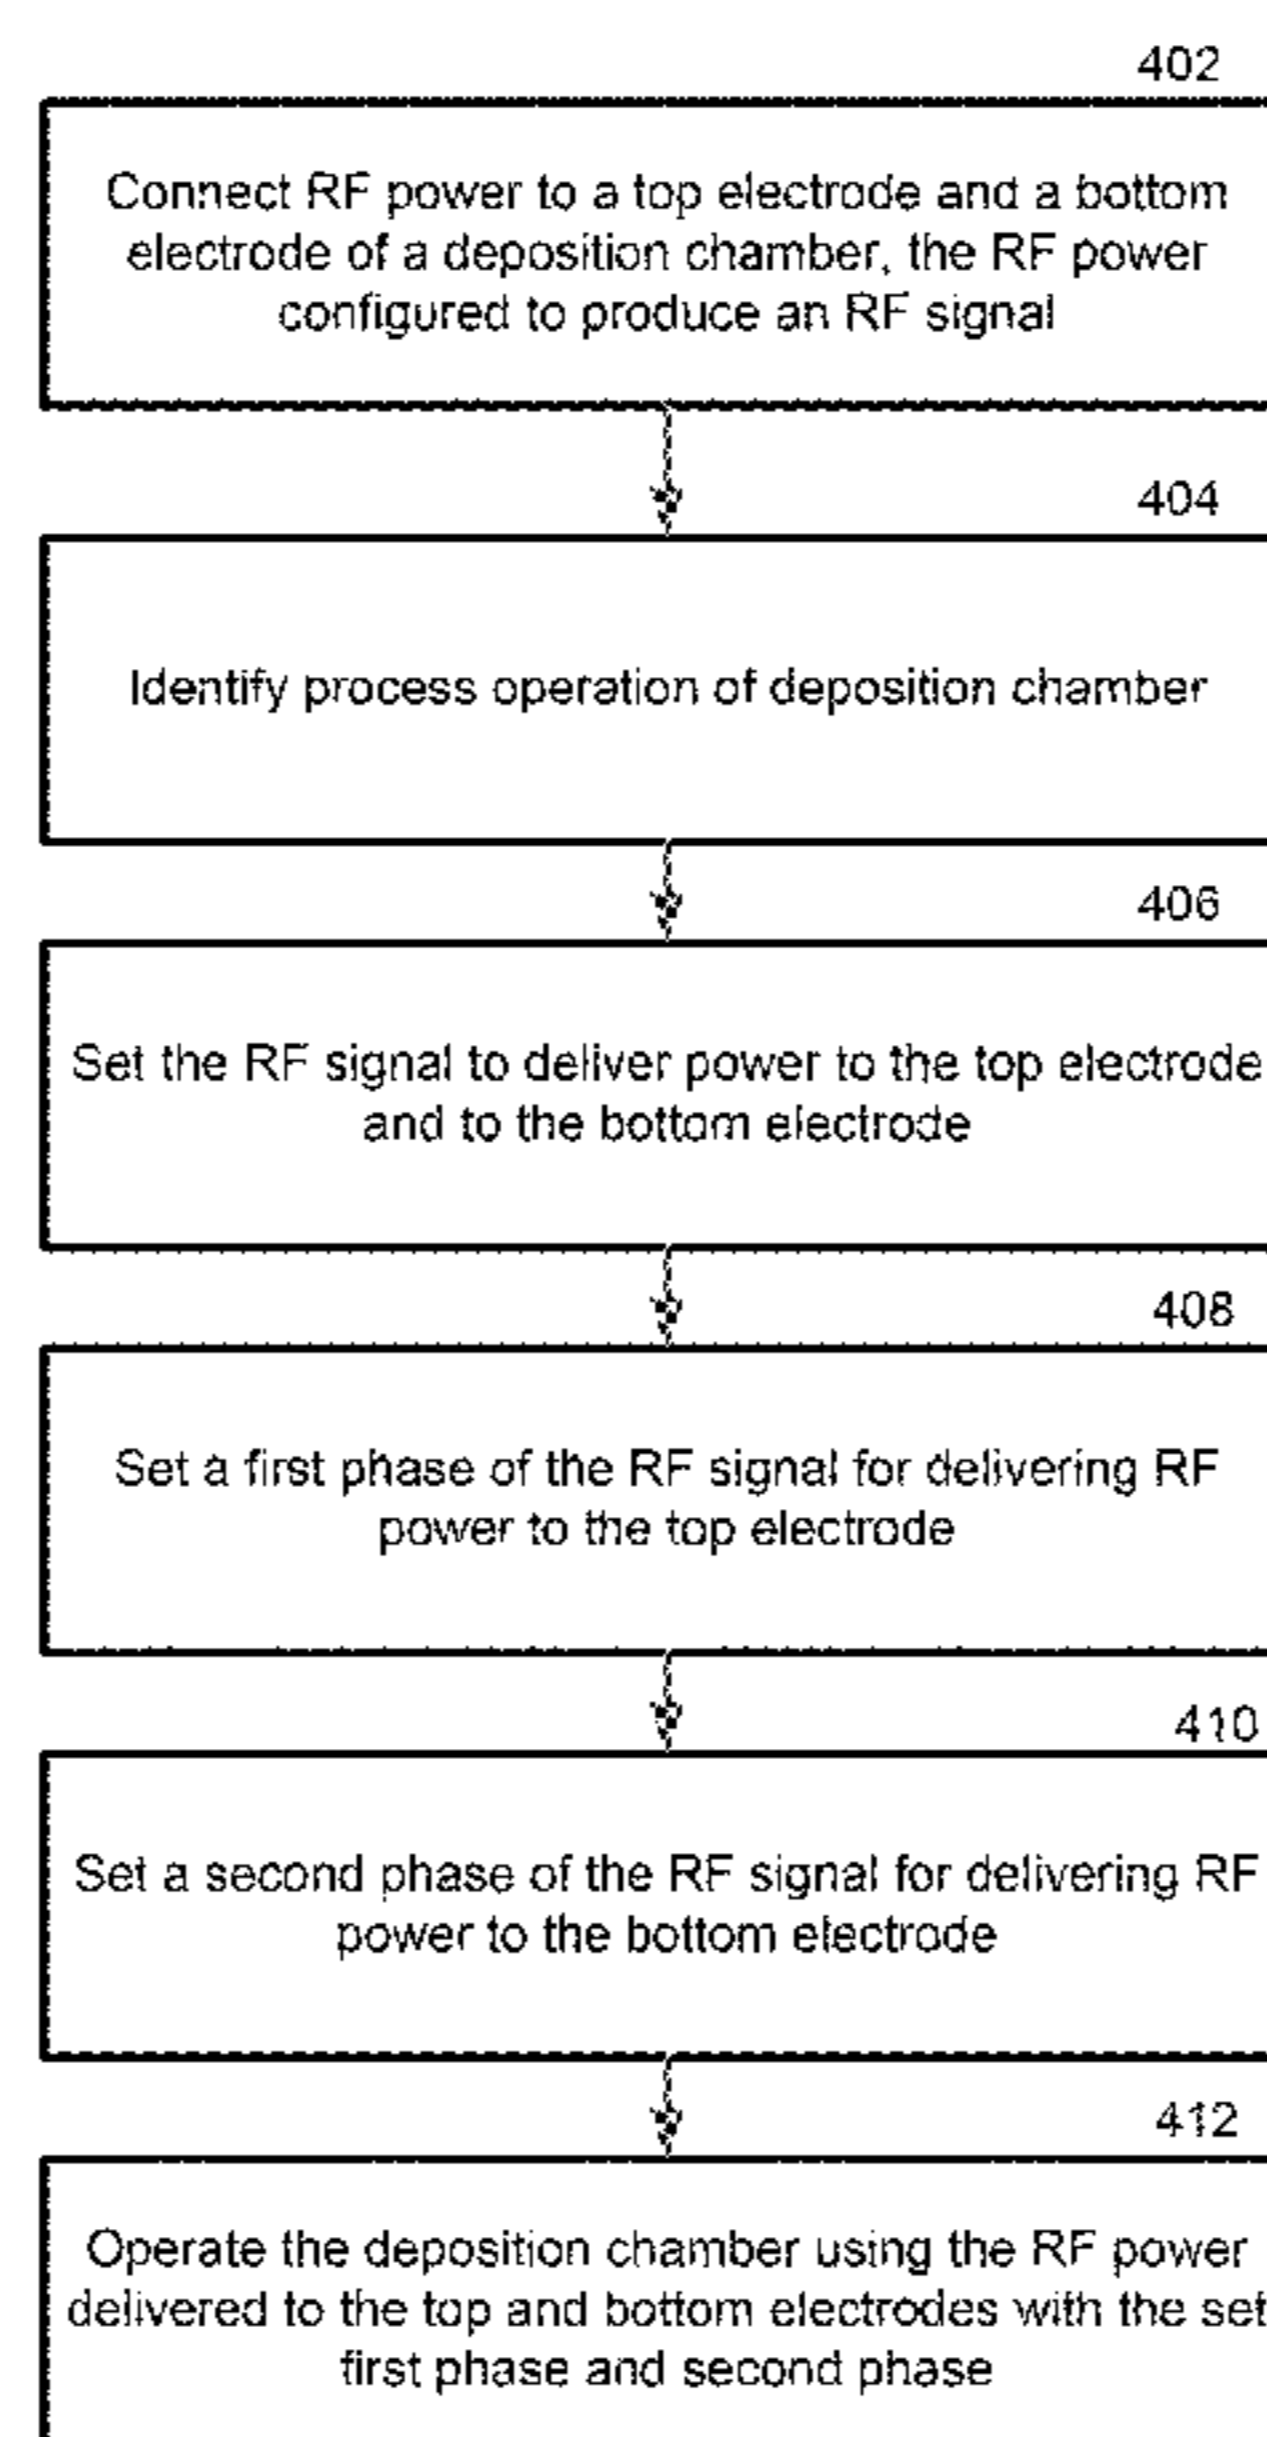 402
Connect RF power to a top electrode and a bottom
electrode of a deposition chamber, the RF power
configured to produce an RF signal
404
Identify process operation of deposition chamber
406
Set the RF signal to deliver power to the top electrode
and to the bottom electrode
408
Set a first phase of the RF signal for delivering RF
power to the top electrode
410
Set a second phase of the RF signal for delivering RF
power to the bottom electrode
412
Operate the deposition chamber using the RF power
delivered to the top and bottom electrodes with the set
first phase and second phase